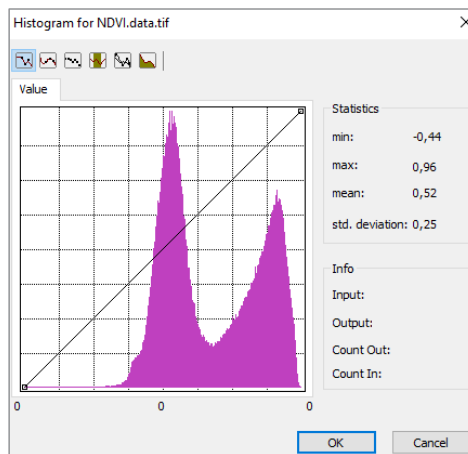 Histogram for NDVI.data.tif
Value
Statistics
min: -0,44
max: 0,96
mean: 0,52
std. deviation: 0,25
Info
Input:
Output:
Count Out:
Count In:
0 0 0
OK Cancel